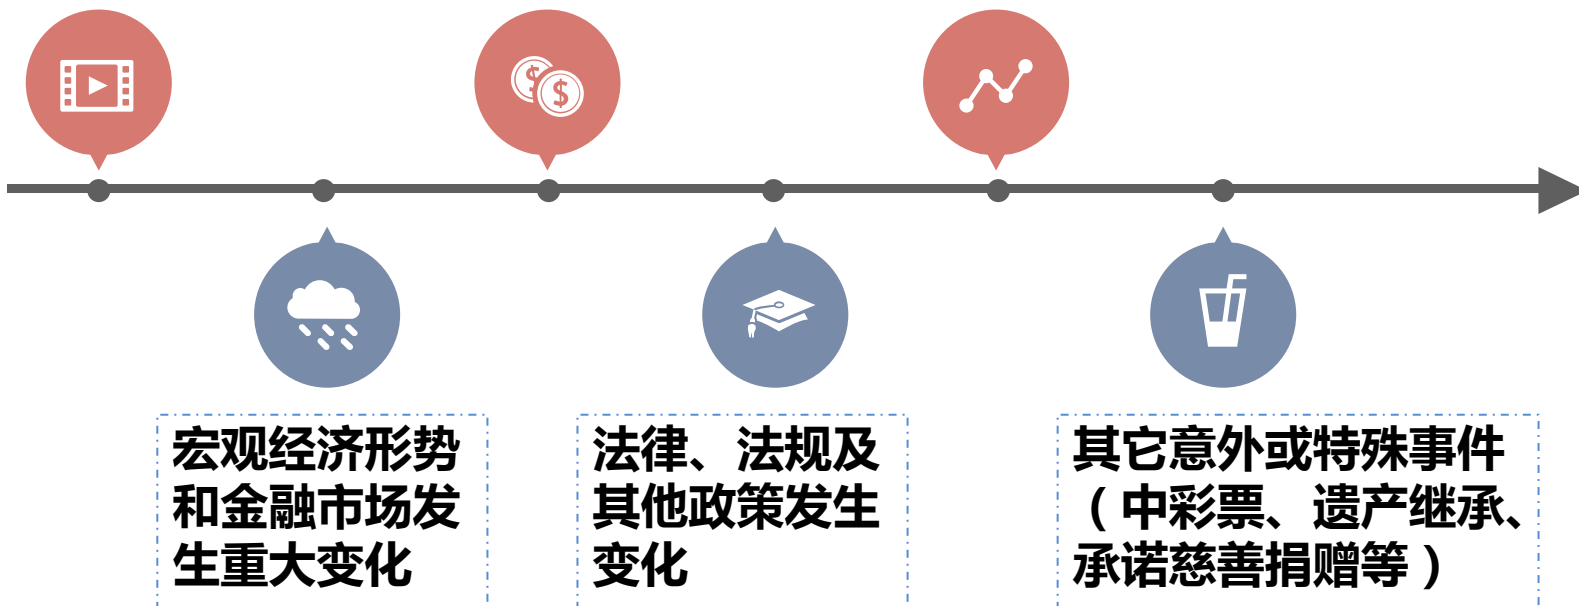 宏观经济形势
和金融市场发
生重大变化
法律、法规及
其他政策发生
变化
其它意外或特殊事件
（中彩票、遗产继承、
承诺慈善捐赠等）